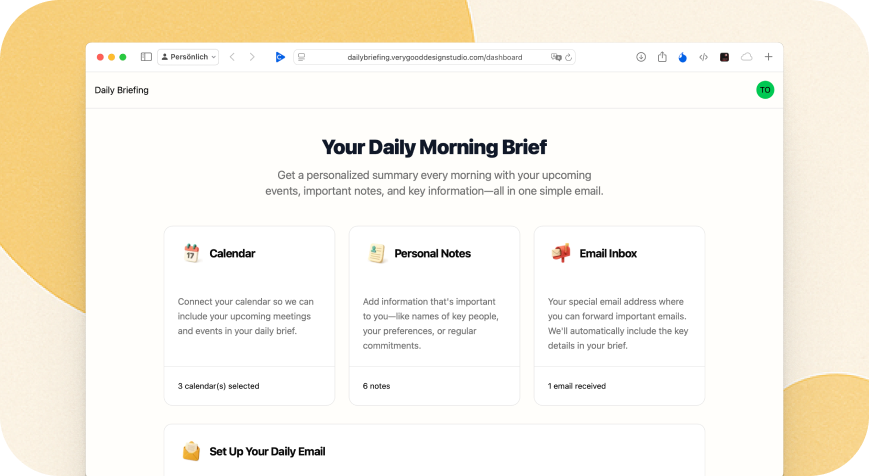 Persönlich
dailybriefing.verygooddesignstudio.com/dashboard
Daily Briefing
TO
Your Daily Morning Brief
Get a personalized summary every morning with your upcoming
events, important notes, and key information—all in one simple email.
17
Calendar
Connect your calendar so we can
include your upcoming meetings
and events in your daily brief.
3 calendar(s) selected
Personal Notes
Add information that's important
to you—like names of key people,
your preferences, or regular
commitments.
6 notes
Email Inbox
Your special email address where
you can forward important emails.
We'll automatically include the key
details in your brief.
1 email received
Set Up Your Daily Email